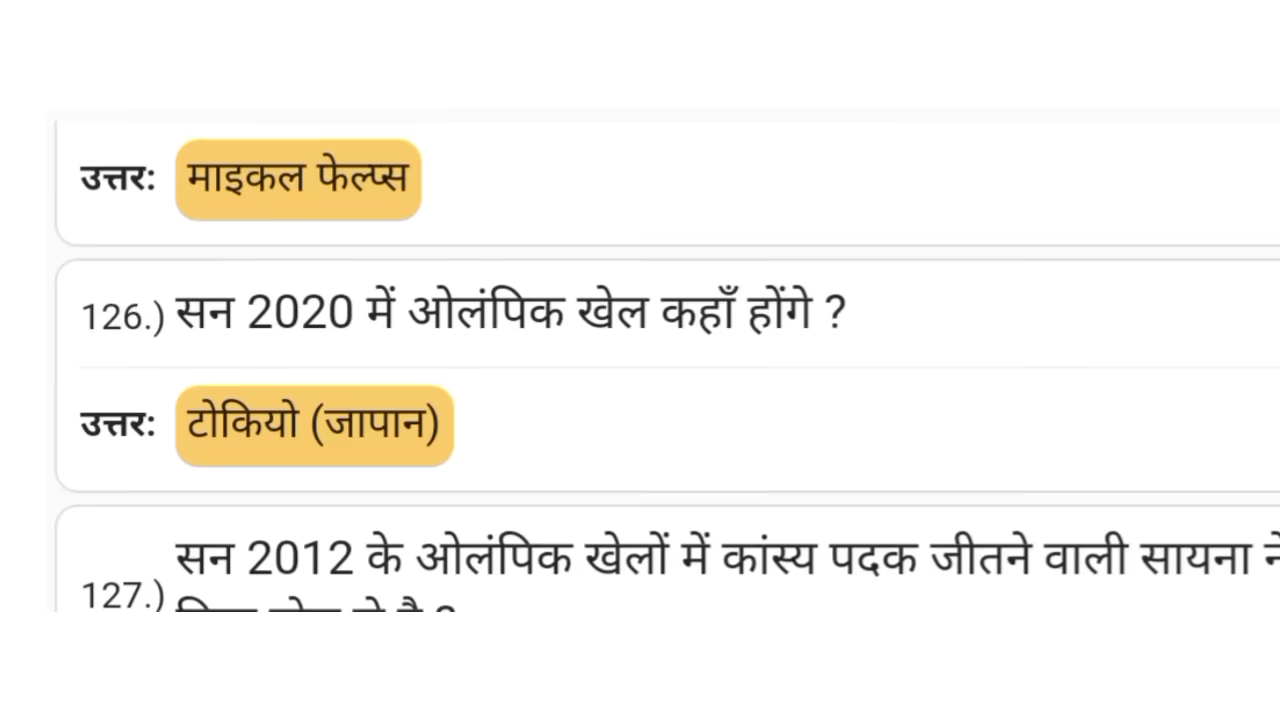 उत्तर: माइकल फेल्प्स
126.) सन 2020 में ओलंपिक खेल कहाँ होंगे ?
उत्तर: टोकियो (जापान)
सन 2012 के ओलंपिक खेलों में कांस्य पदक जीतने वाली सायना
127.)